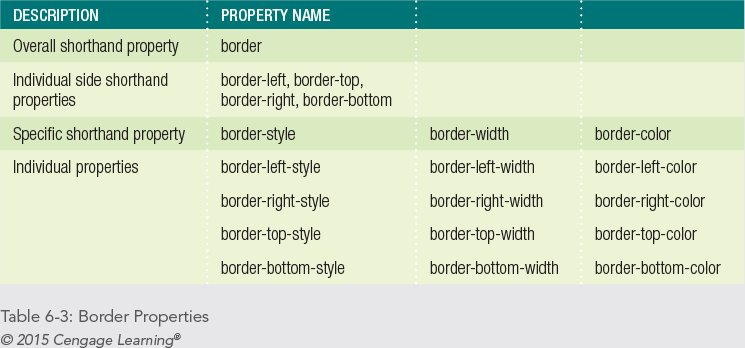 DESCRIPTION PROPERTY NAME
Overall shorthand property border
Individual side shorthand border-left, border-top,
properties border-right, border-bottom
Specific shorthand property border-style border-width border-color
Individual properties border-left-style border-left-width border-left-color
border-right-style border-right-width border-right-color
border-top-style border-top-width border-top-color
border-bottom-style border-bottom-width border-bottom-color
Table 6-3: Border Properties
© 2015 Cengage Learning®